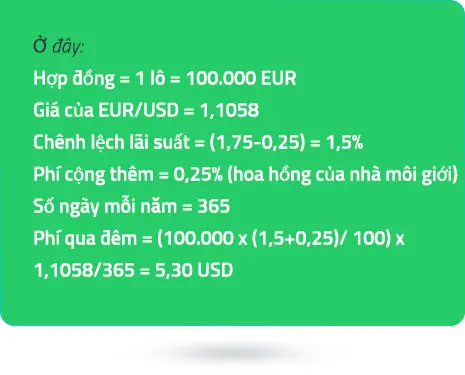 Ở đây:
Hợp đồng = 1 lô = 100.000 EUR
Giá của EUR/USD = 1,1058
Chênh lệch lãi suất = (1,75-0,25) = 1,5%
Phí cộng thêm = 0,25% (hoa hồng của nhà môi giới)
Số ngày mỗi năm = 365
Phí qua đêm = (100.000 x (1,5+0,25)/ 100) x
1,1058/365 = 5,30 USD